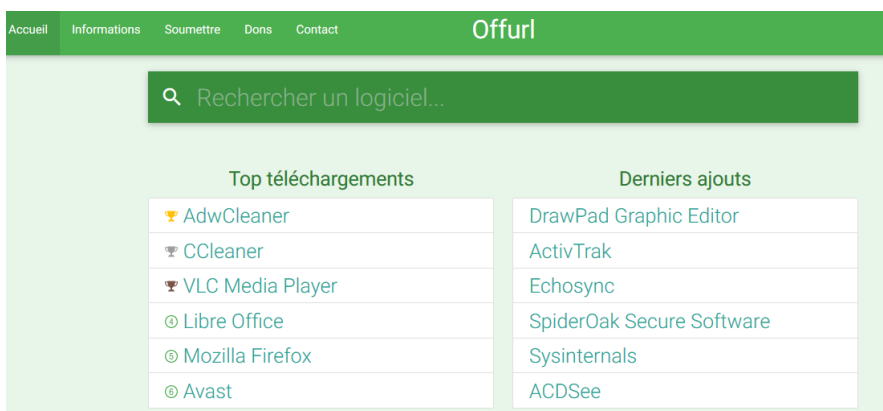 Accueil Informations Soumettre Dons Contact Offurl
Rechercher un logiciel...
Top téléchargements
AdwCleaner
CCleaner
VLC Media Player
4 Libre Office
5 Mozilla Firefox
6 Avast
Derniers ajouts
DrawPad Graphic Editor
ActivTrak
Echosync
SpiderOak Secure Software
Sysinternals
ACDSee